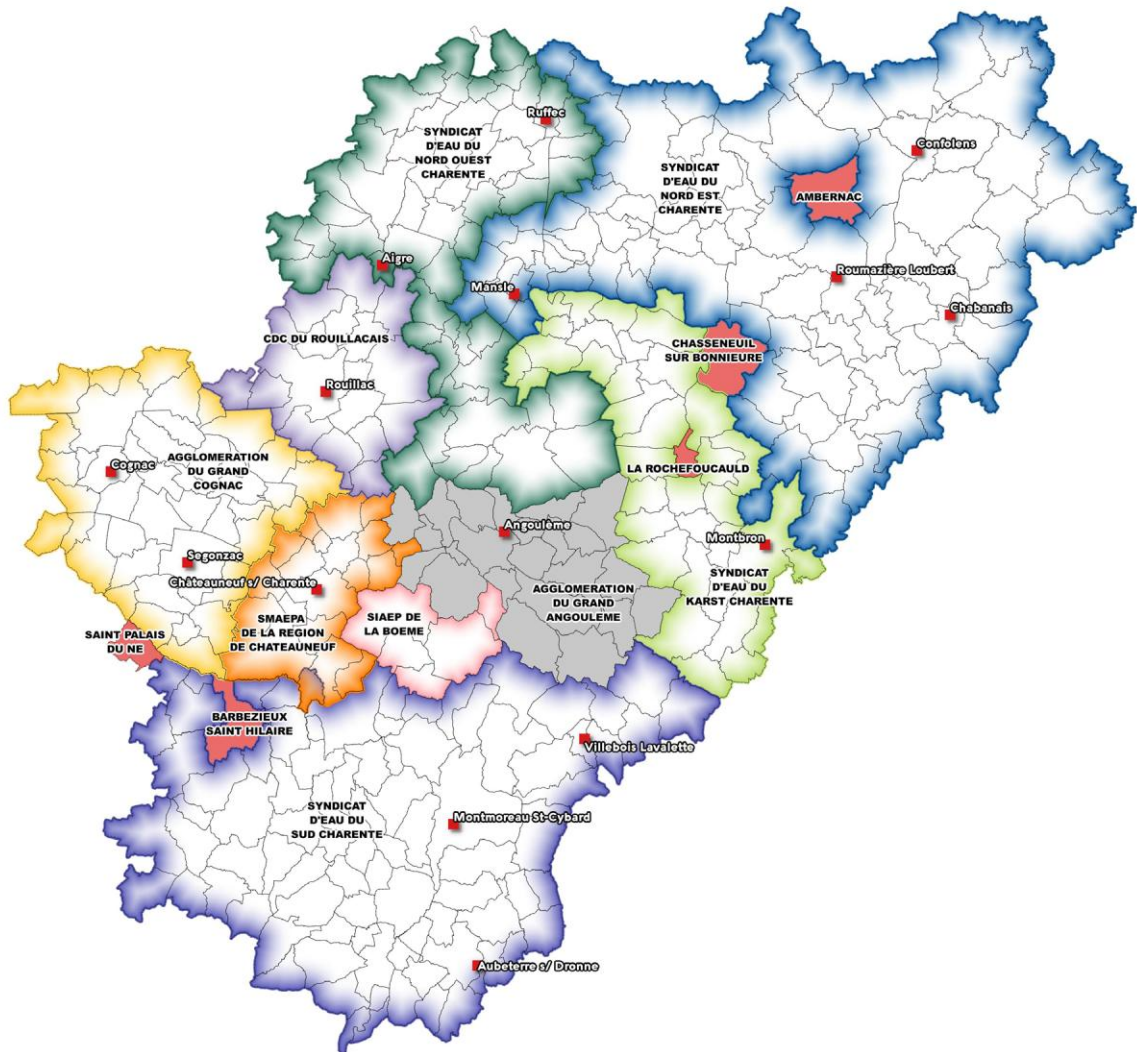 Ruffec
SYNDICAT
D'EAU DU
NORD OUEST
CHARENTE
Confolens
SYNDICAT
D'EAU DU
NORD EST
CHARENTE
AMBERNAC
Aigre
Roumazière Loubert
Mansle
Chabanais
CDC DU ROUILLACAIS
CHASSENEUIL
SUR BONNIEURE
Rouillac
AGGLOMERATION
DU GRAND
COGNAC
Cognac
LA ROCHEFOUCAULD
Angoulême
Montbron
Segonzac
Châteauneuf s/ Charente
SYNDICAT
D'EAU DU
KARST CHARENTE
AGGLOMERATION
DU GRAND
ANGOULEME
SMAEPA
DE LA REGION
DE CHATEAUNEUF
SIAEP DE
LA BOEME
SAINT PALAIS
DU NE
BARBEZIEUX
SAINT HILAIRE
Villebois Lavalette
SYNDICAT
D'EAU DU
SUD CHARENTE
Montmoreau St-Cybard
Aubeterre s/ Dronne